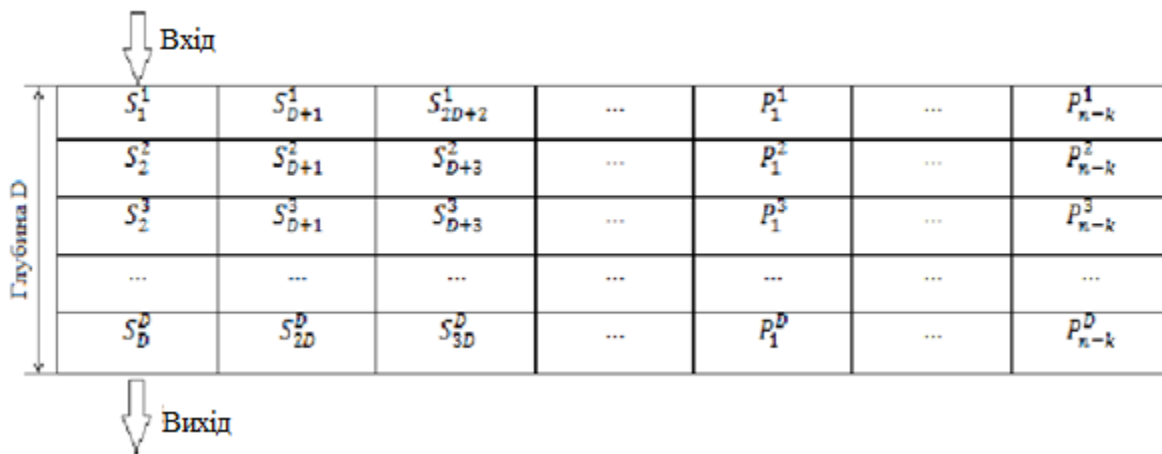 Вхід
Глубина D
S_1^1 S_{D+1}^1 S_{2D+2}^1 ... P_1^1 ... P_{n-k}^1
S_2^2 S_{D+1}^2 S_{D+3}^2 ... P_1^2 ... P_{n-k}^2
S_2^3 S_{D+1}^3 S_{D+3}^3 ... P_1^3 ... P_{n-k}^3
... ... ... ... ... ... ...
S_D^D S_{2D}^D S_{3D}^D ... P_1^D ... P_{n-k}^D
Вихід